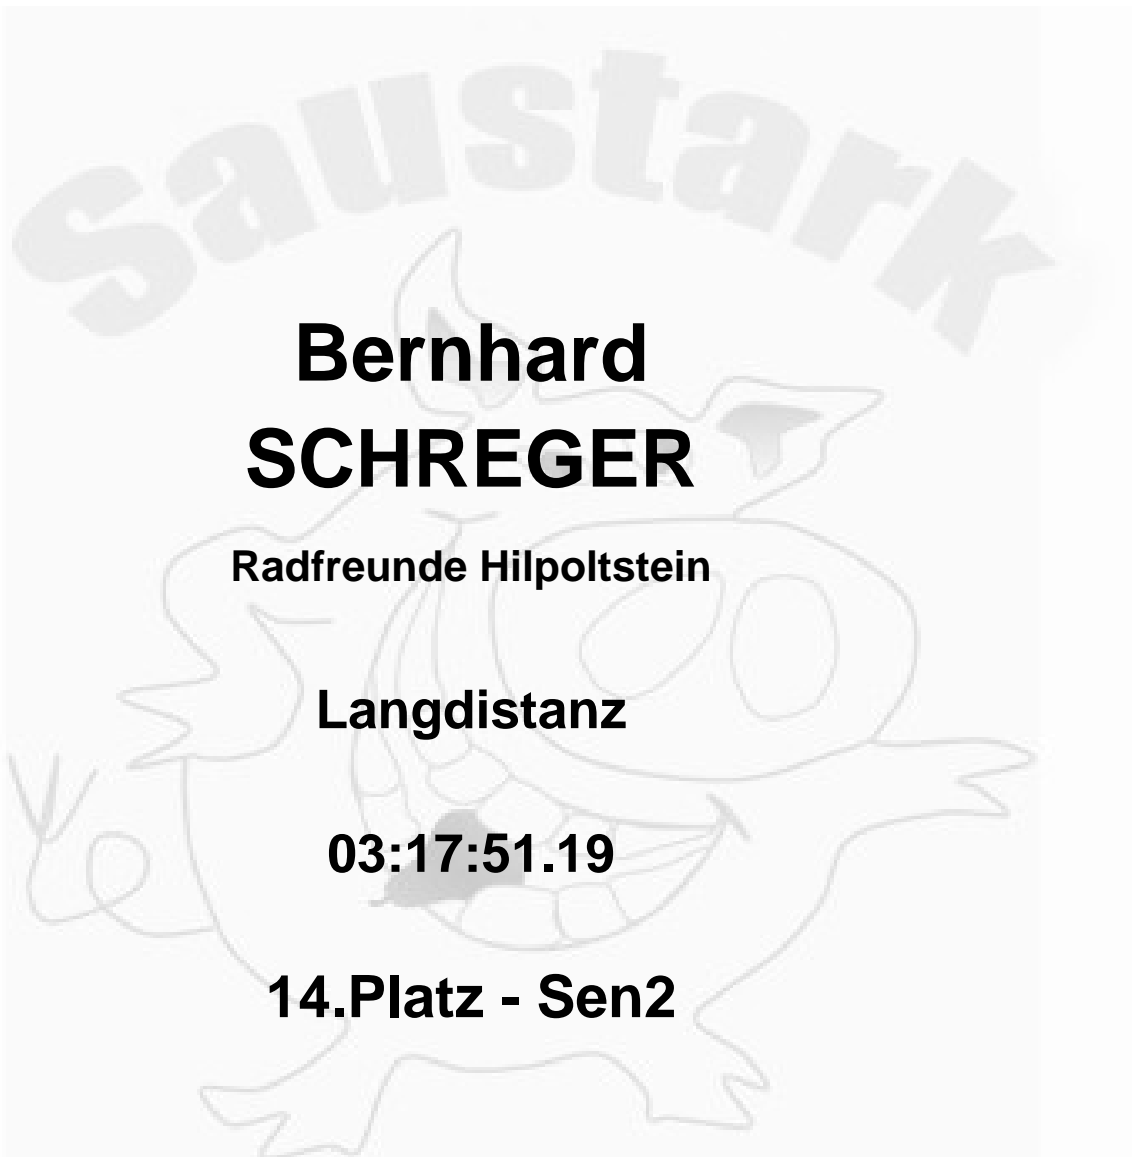 Saustark
Bernhard
SCHREGER
Radfreunde Hilpoltstein
Langdistanz
03:17:51.19
14.Platz - Sen2